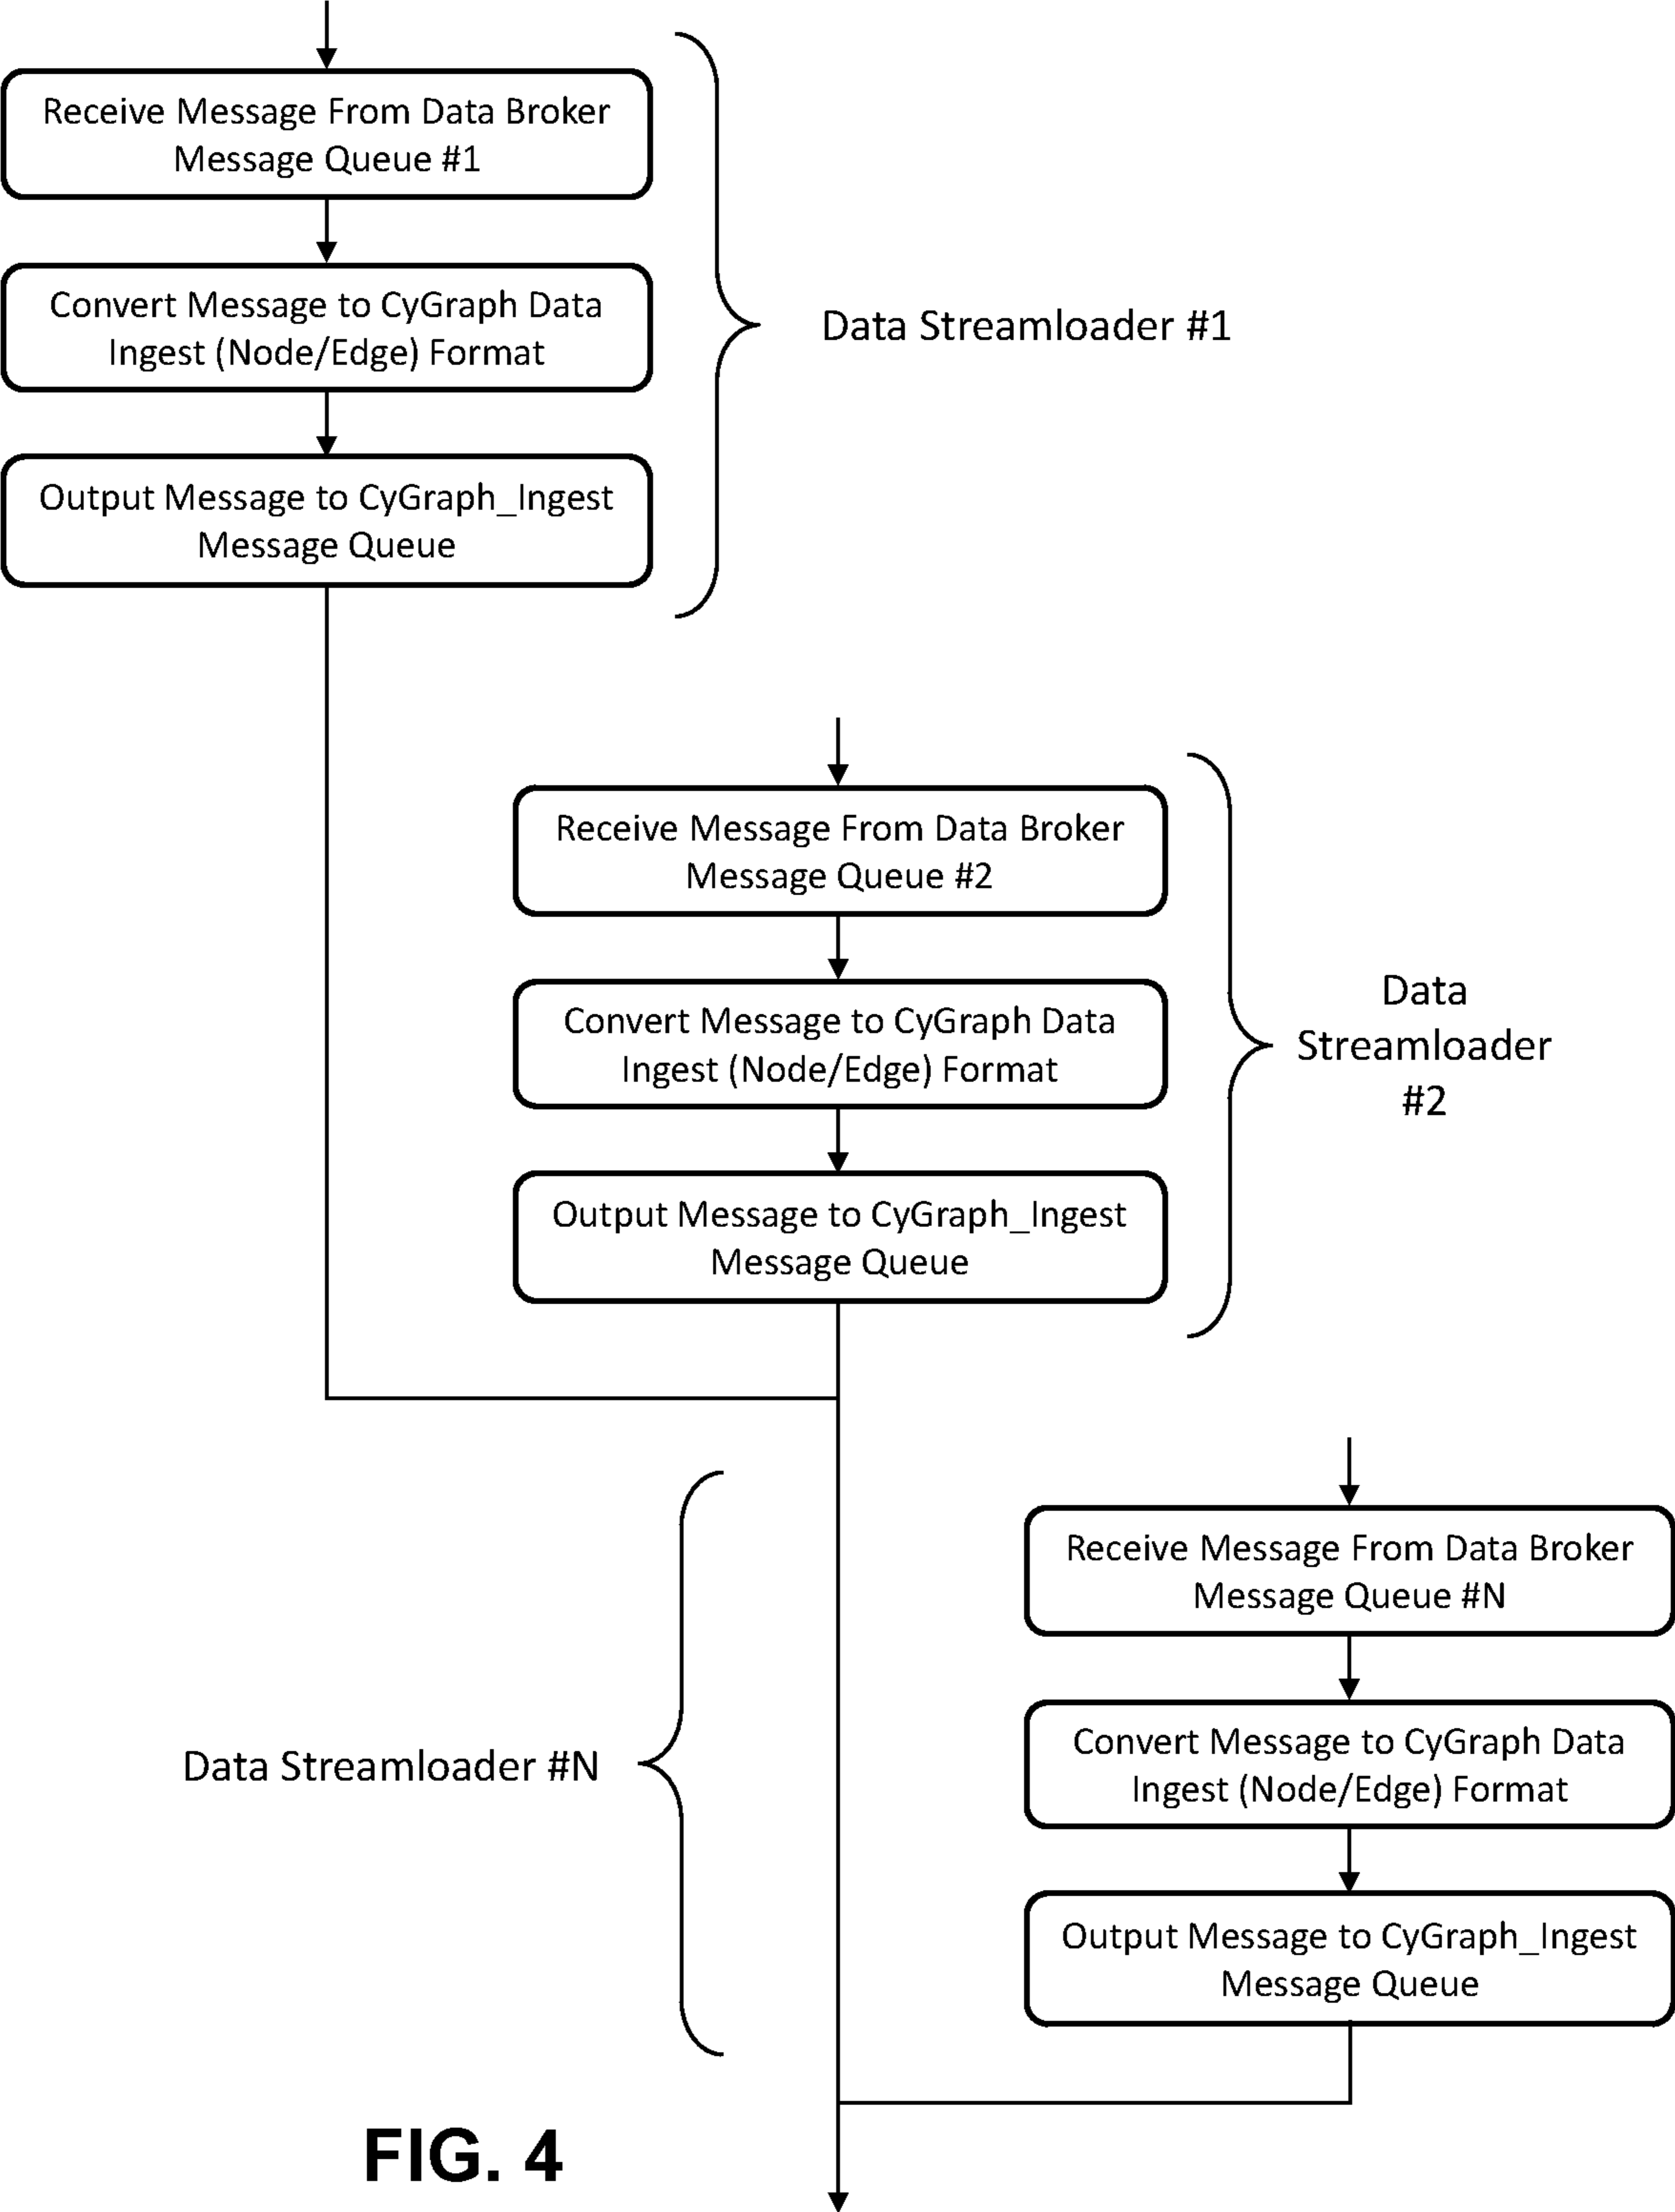 Receive Message From Data Broker
Message Queue #1
Convert Message to CyGraph Data
Ingest (Node/Edge) Format
Output Message to CyGraph_Ingest
Message Queue
Data Streamloader #1
Receive Message From Data Broker
Message Queue #2
Convert Message to CyGraph Data
Ingest (Node/Edge) Format
Output Message to CyGraph_Ingest
Message Queue
Data
Streamloader
#2
Receive Message From Data Broker
Message Queue #N
Convert Message to CyGraph Data
Ingest (Node/Edge) Format
Output Message to CyGraph_Ingest
Message Queue
Data Streamloader #N
FIG. 4